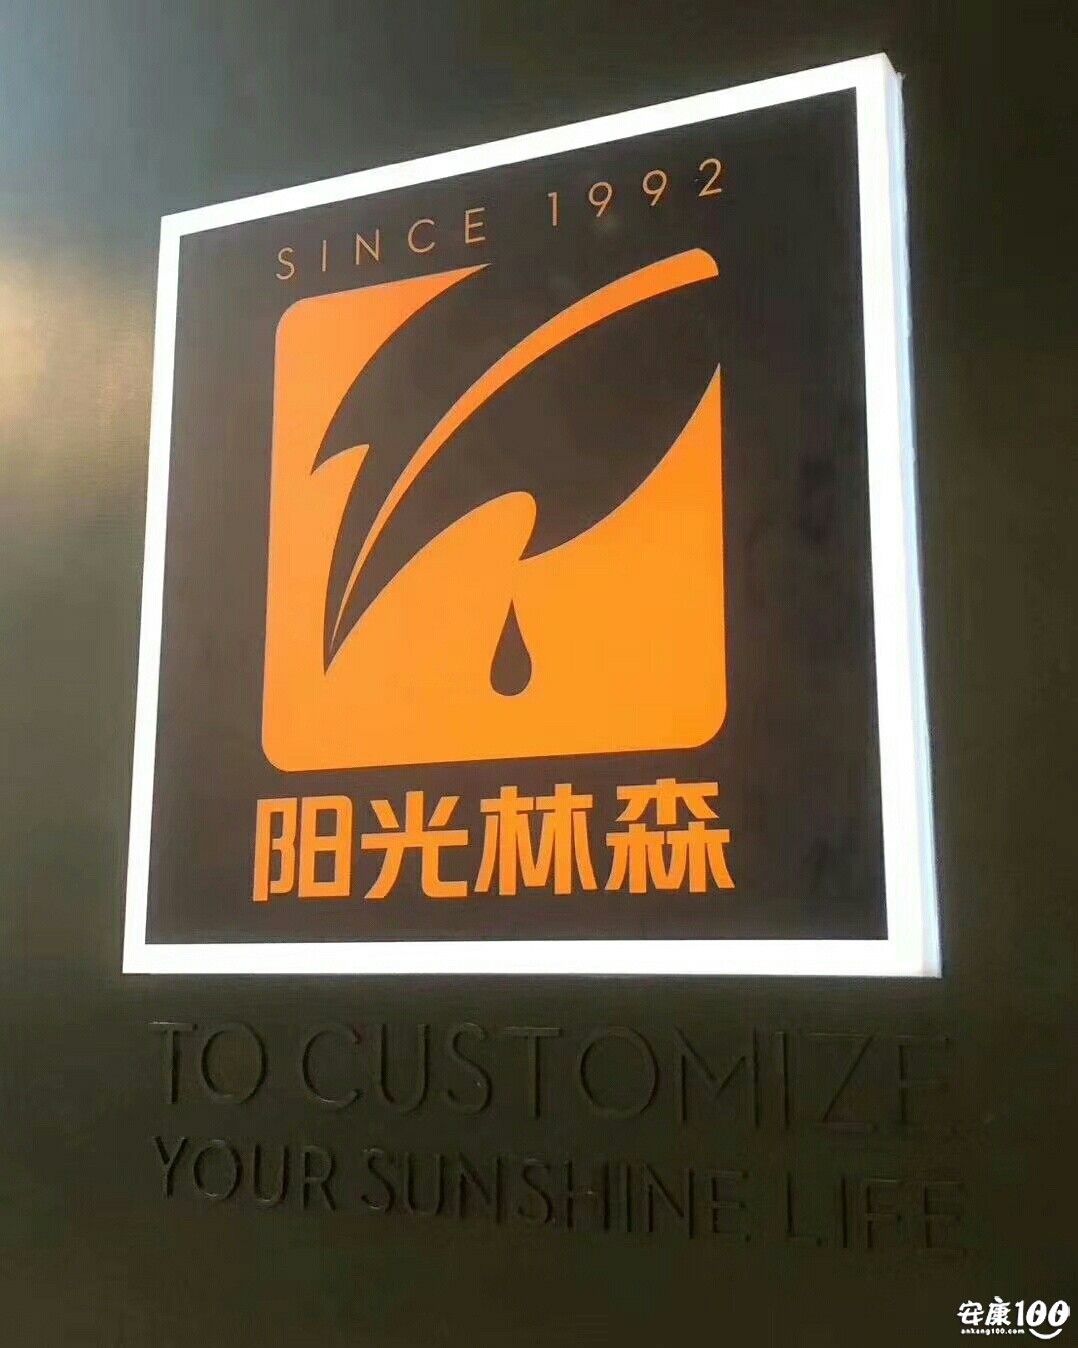 SINCE 1992
阳光林森
TO CUSTOMIZE
YOUR SUNSHINE LIFE
安康100
ankang100.com